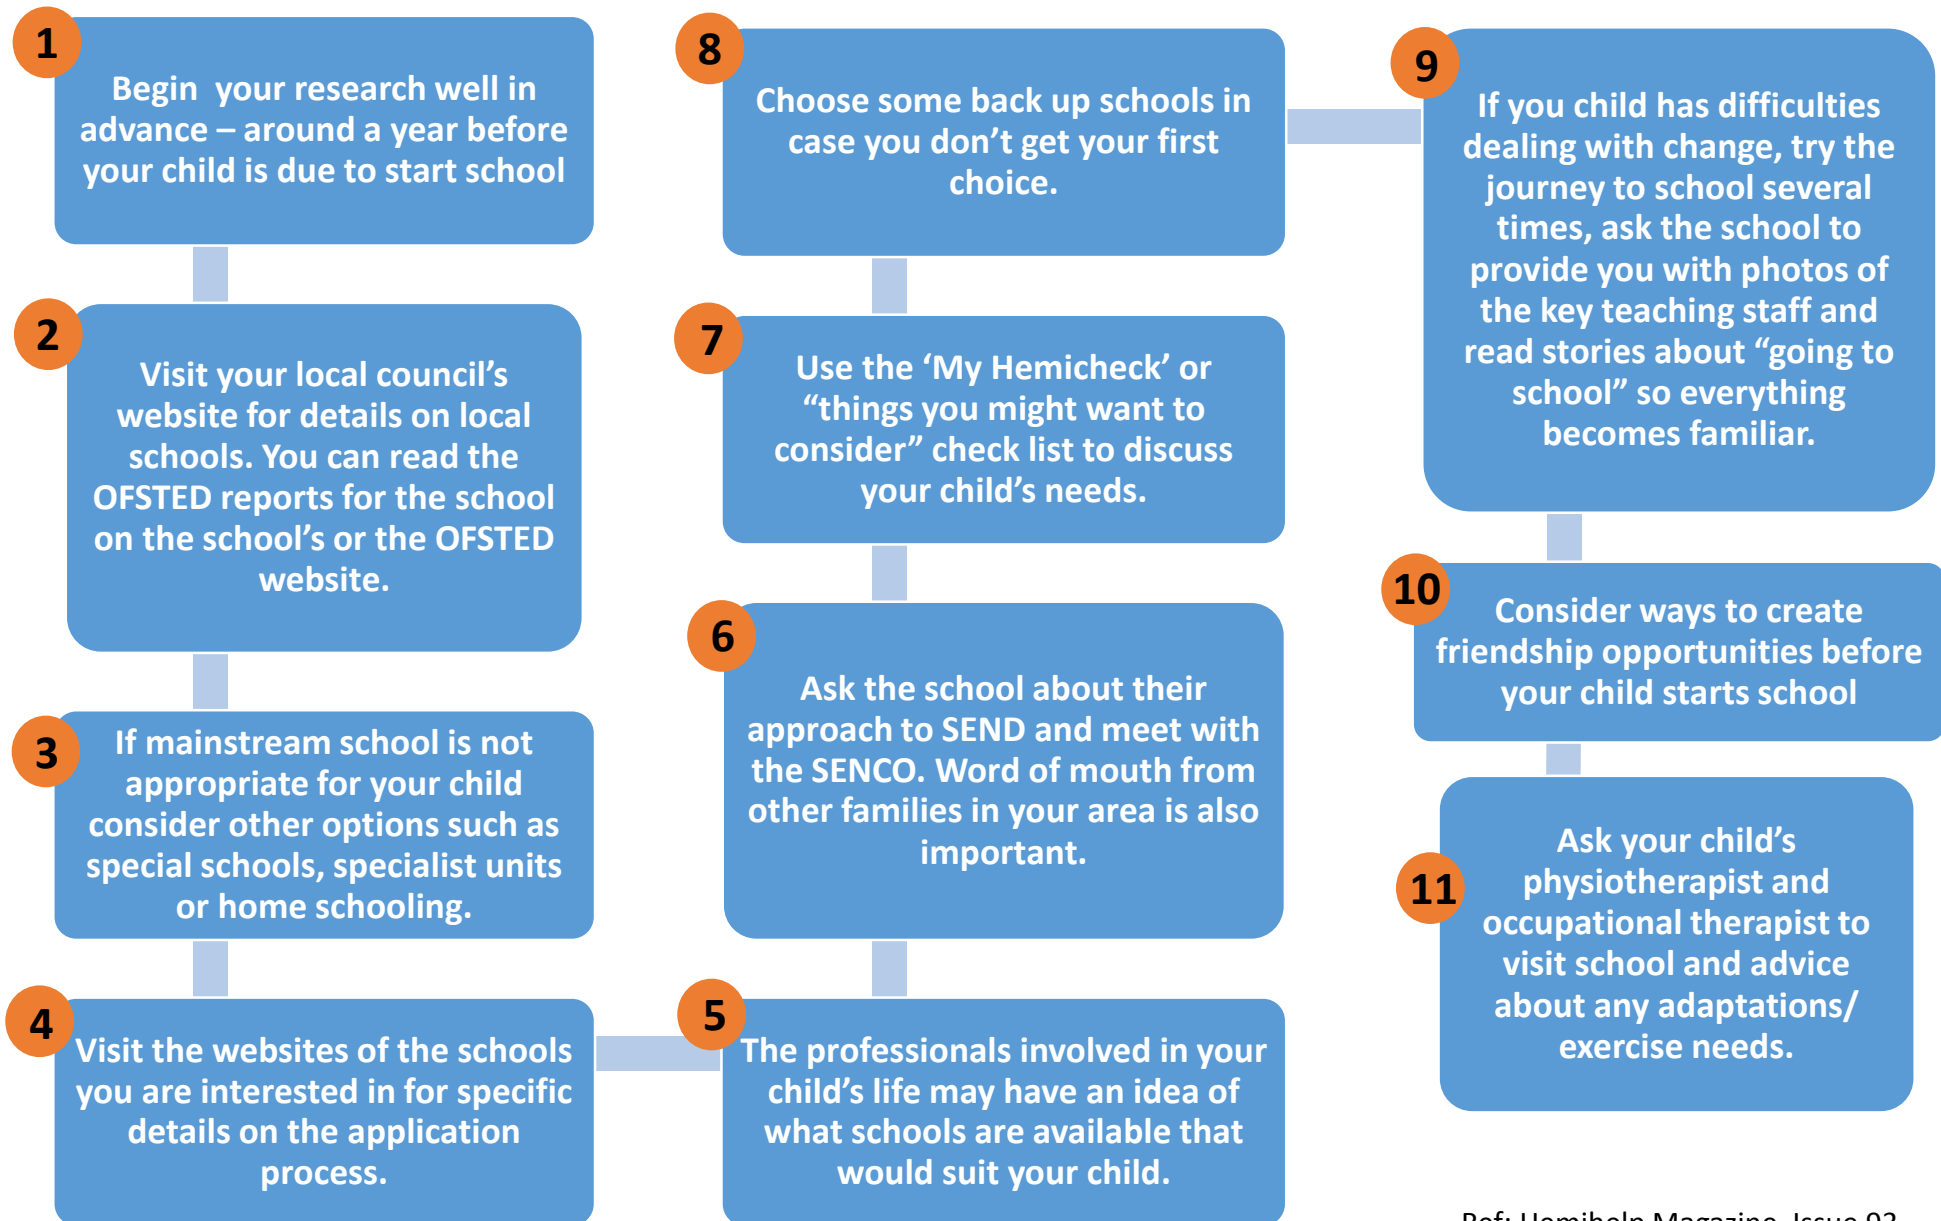 1
Begin your research well in
advance – around a year before
your child is due to start school
2
Visit your local council’s
website for details on local
schools. You can read the
OFSTED reports for the school
on the school’s or the OFSTED
website.
3
If mainstream school is not
appropriate for your child
consider other options such as
special schools, specialist units
or home schooling.
4
Visit the websites of the schools
you are interested in for specific
details on the application
process.
5
The professionals involved in your
child’s life may have an idea of
what schools are available that
would suit your child.
6
Ask the school about their
approach to SEND and meet with
the SENCO. Word of mouth from
other families in your area is also
important.
7
Use the ‘My Hemicheck’ or
“things you might want to
consider” check list to discuss
your child’s needs.
8
Choose some back up schools in
case you don’t get your first
choice.
9
If you child has difficulties
dealing with change, try the
journey to school several
times, ask the school to
provide you with photos of
the key teaching staff and
read stories about “going to
school” so everything
becomes familiar.
10
Consider ways to create
friendship opportunities before
your child starts school
11
Ask your child’s
physiotherapist and
occupational therapist to
visit school and advice
about any adaptations/
exercise needs.
Ref: Hemihelp Magazine, Issue